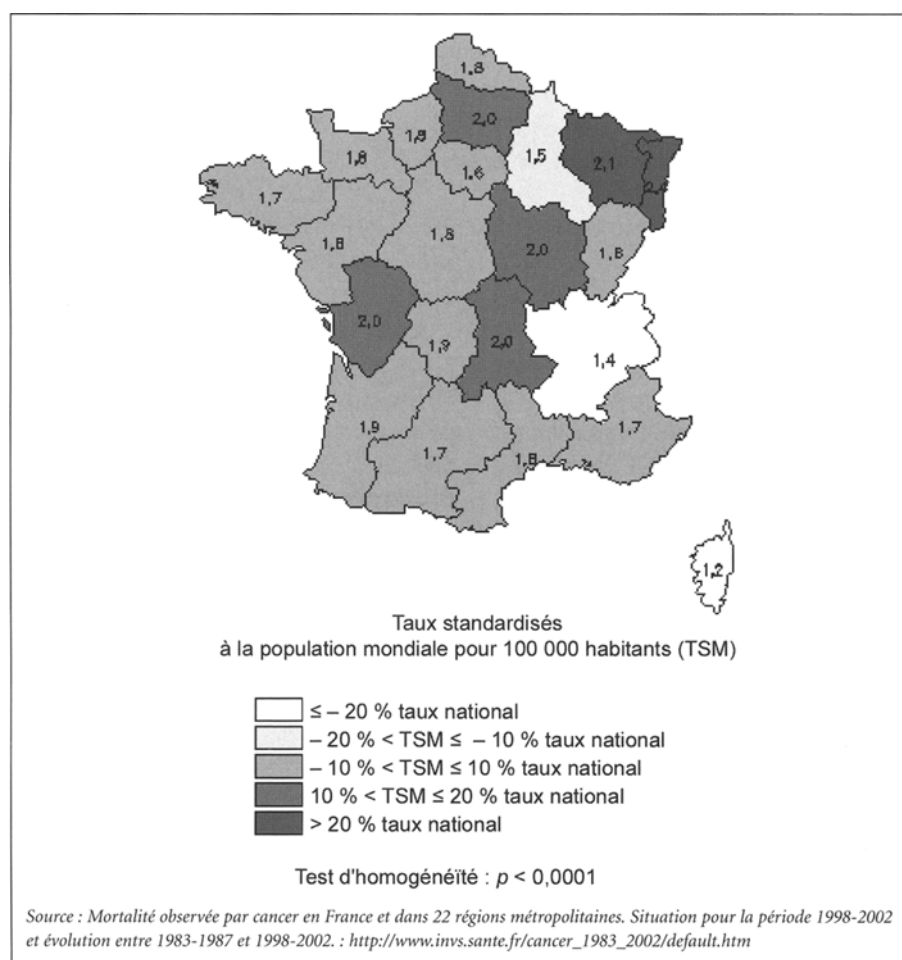 1,8
2,0
1,8
1,5
2,1
1,8
1,6
1,7
1,8
1,8
2,0
1,8
2,0
1,9
2,0
1,4
1,9
1,7
1,8
1,7
1,2
Taux standardisés
à la population mondiale pour 100 000 habitants (TSM)
≤ – 20 % taux national
– 20 % < TSM ≤ – 10 % taux national
– 10 % < TSM ≤ 10 % taux national
10 % < TSM ≤ 20 % taux national
> 20 % taux national
Test d'homogénéïté : p < 0,0001
Source : Mortalité observée par cancer en France et dans 22 régions métropolitaines. Situation pour la période 1998-2002
et évolution entre 1983-1987 et 1998-2002. : http://www.invs.sante.fr/cancer_1983_2002/default.htm